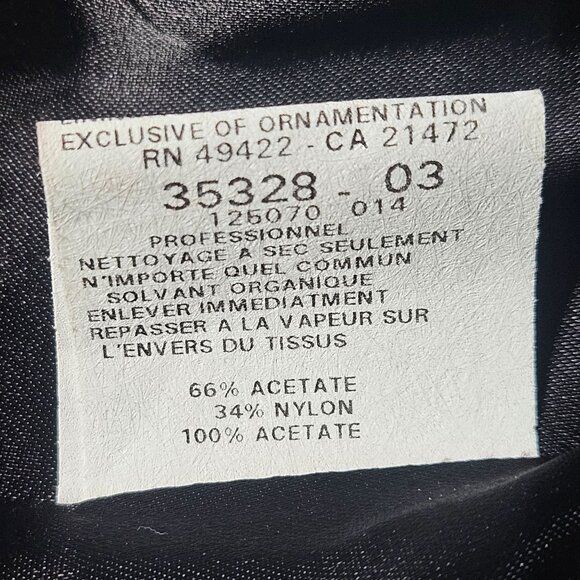 EXCLUSIVE OF ORNAMENTATION
RN 49422 - CA 21472
35328 - 03
125070 014
PROFESSIONNEL
NETTOYAGE A SEC SEULEMENT
N'IMPORTE QUEL COMMUN
SOLVANT ORGANIQUE
ENLEVER IMMEDIATMENT
REPASSER A LA VAPEUR SUR
L'ENVERS DU TISSUS
66% ACETATE
34% NYLON
100% ACETATE